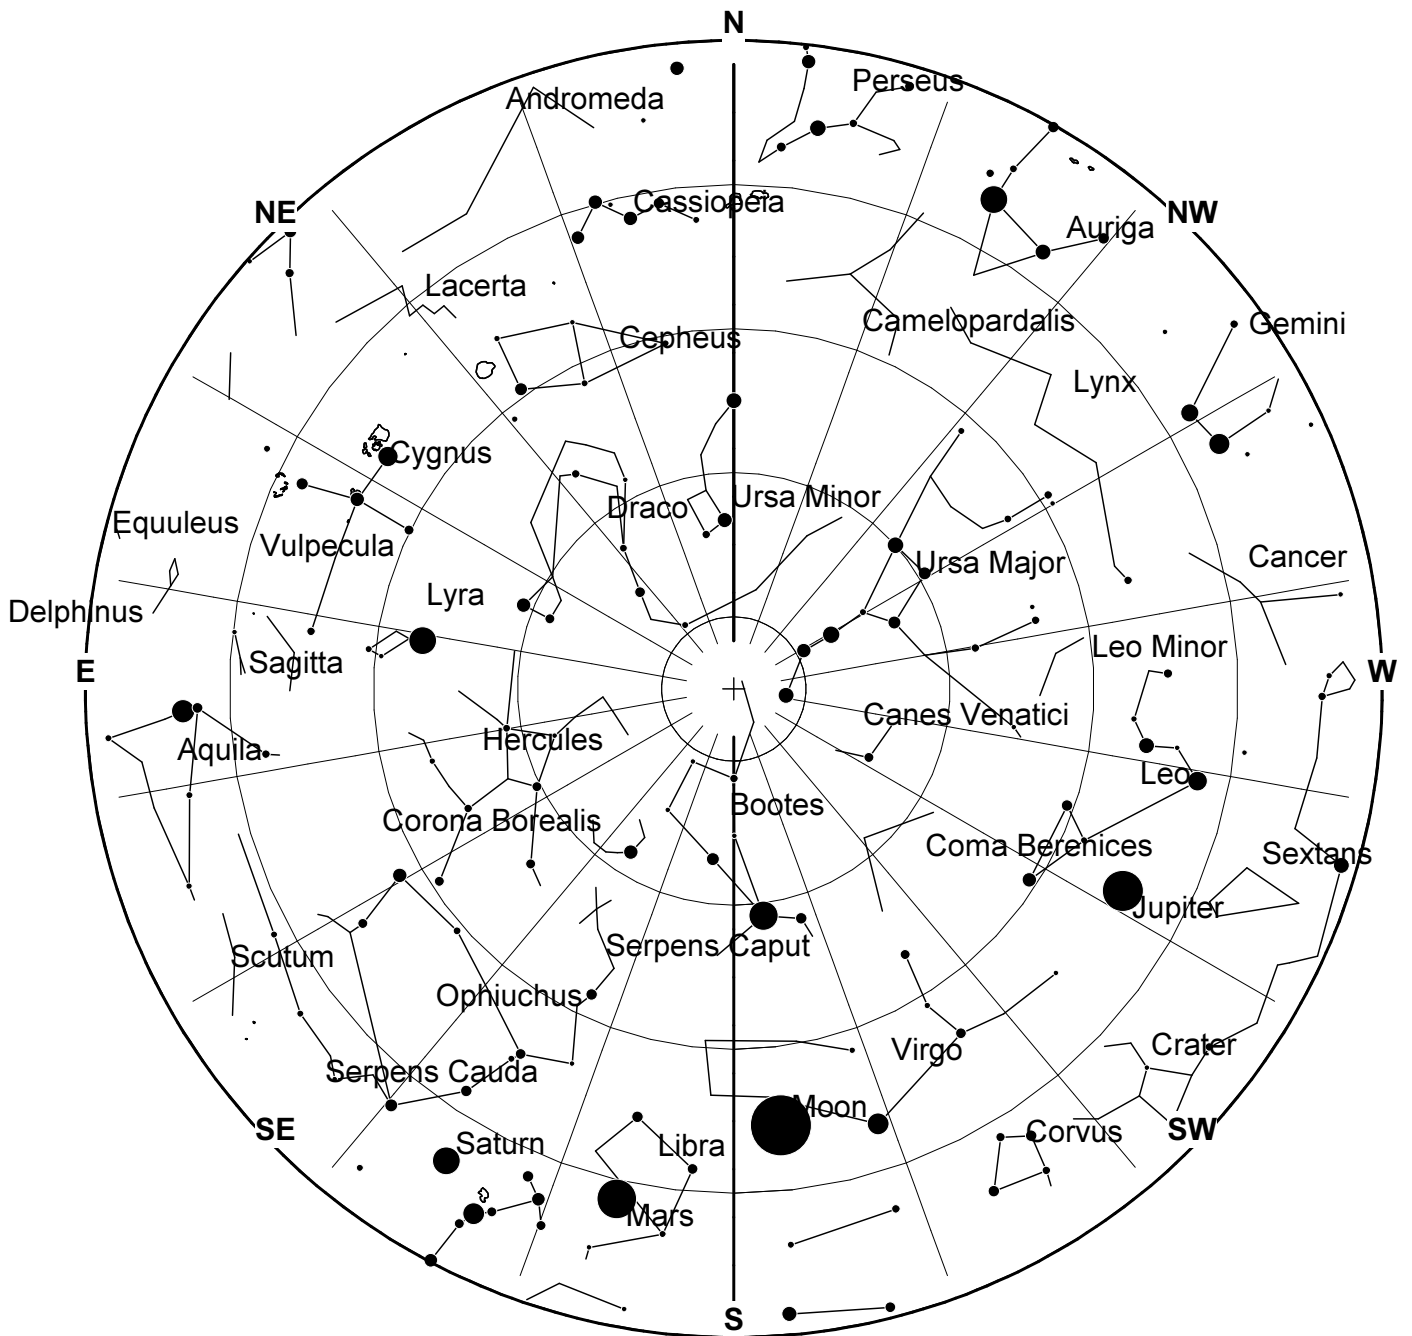 N
Perseus
Andromeda
Cassiopeia
NE
NW
Auriga
Lacerta
Camelopardalis
Gemini
Cepheus
Lynx
Cygnus
Draco
Ursa Minor
Equuleus
Vulpecula
Ursa Major
Cancer
Lyra
Delphinus
Leo Minor
Sagitta
E
W
Canes Venatici
Hercules
Aquila
Leo
Bootes
Corona Borealis
Coma Berenices
Sextans
Jupiter
Serpens Caput
Scutum
Ophiuchus
Virgo
Crater
Serpens Cauda
Moon
SE
SW
Corvus
Saturn
Libra
Mars
S